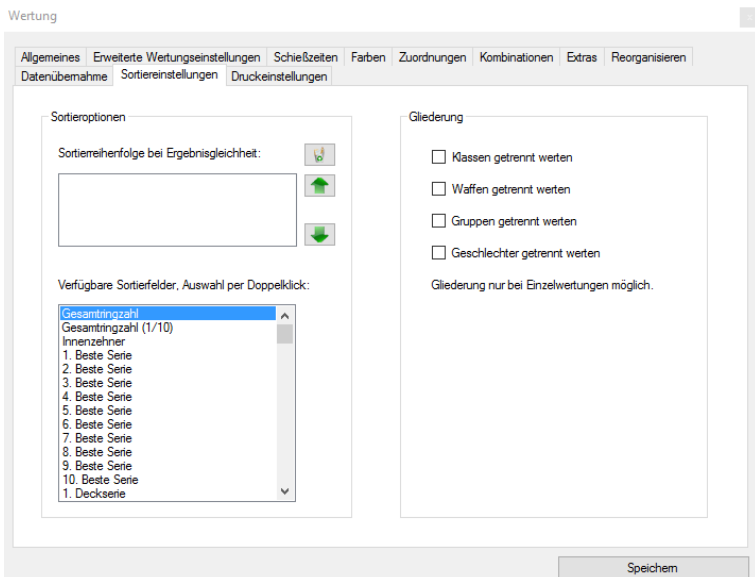 Wertung
Allgemeines Erweiterte Wertungseinstellungen Schießzeiten Farben Zuordnungen Kombinationen Extras Reorganisieren
Datenübernahme Sortiereinstellungen Druckeinstellungen
Sortieroptionen
Sortierreihenfolge bei Ergebnisgleichheit:
Verfügbare Sortierfelder, Auswahl per Doppelklick:
Gesamtringzahl
Gesamtringzahl (1/10)
Innenzehner
1. Beste Serie
2. Beste Serie
3. Beste Serie
4. Beste Serie
5. Beste Serie
6. Beste Serie
7. Beste Serie
8. Beste Serie
9. Beste Serie
10. Beste Serie
1. Deckserie
Gliederung
Klassen getrennt werten
Waffen getrennt werten
Gruppen getrennt werten
Geschlechter getrennt werten
Gliederung nur bei Einzelwertungen möglich.
Speichern